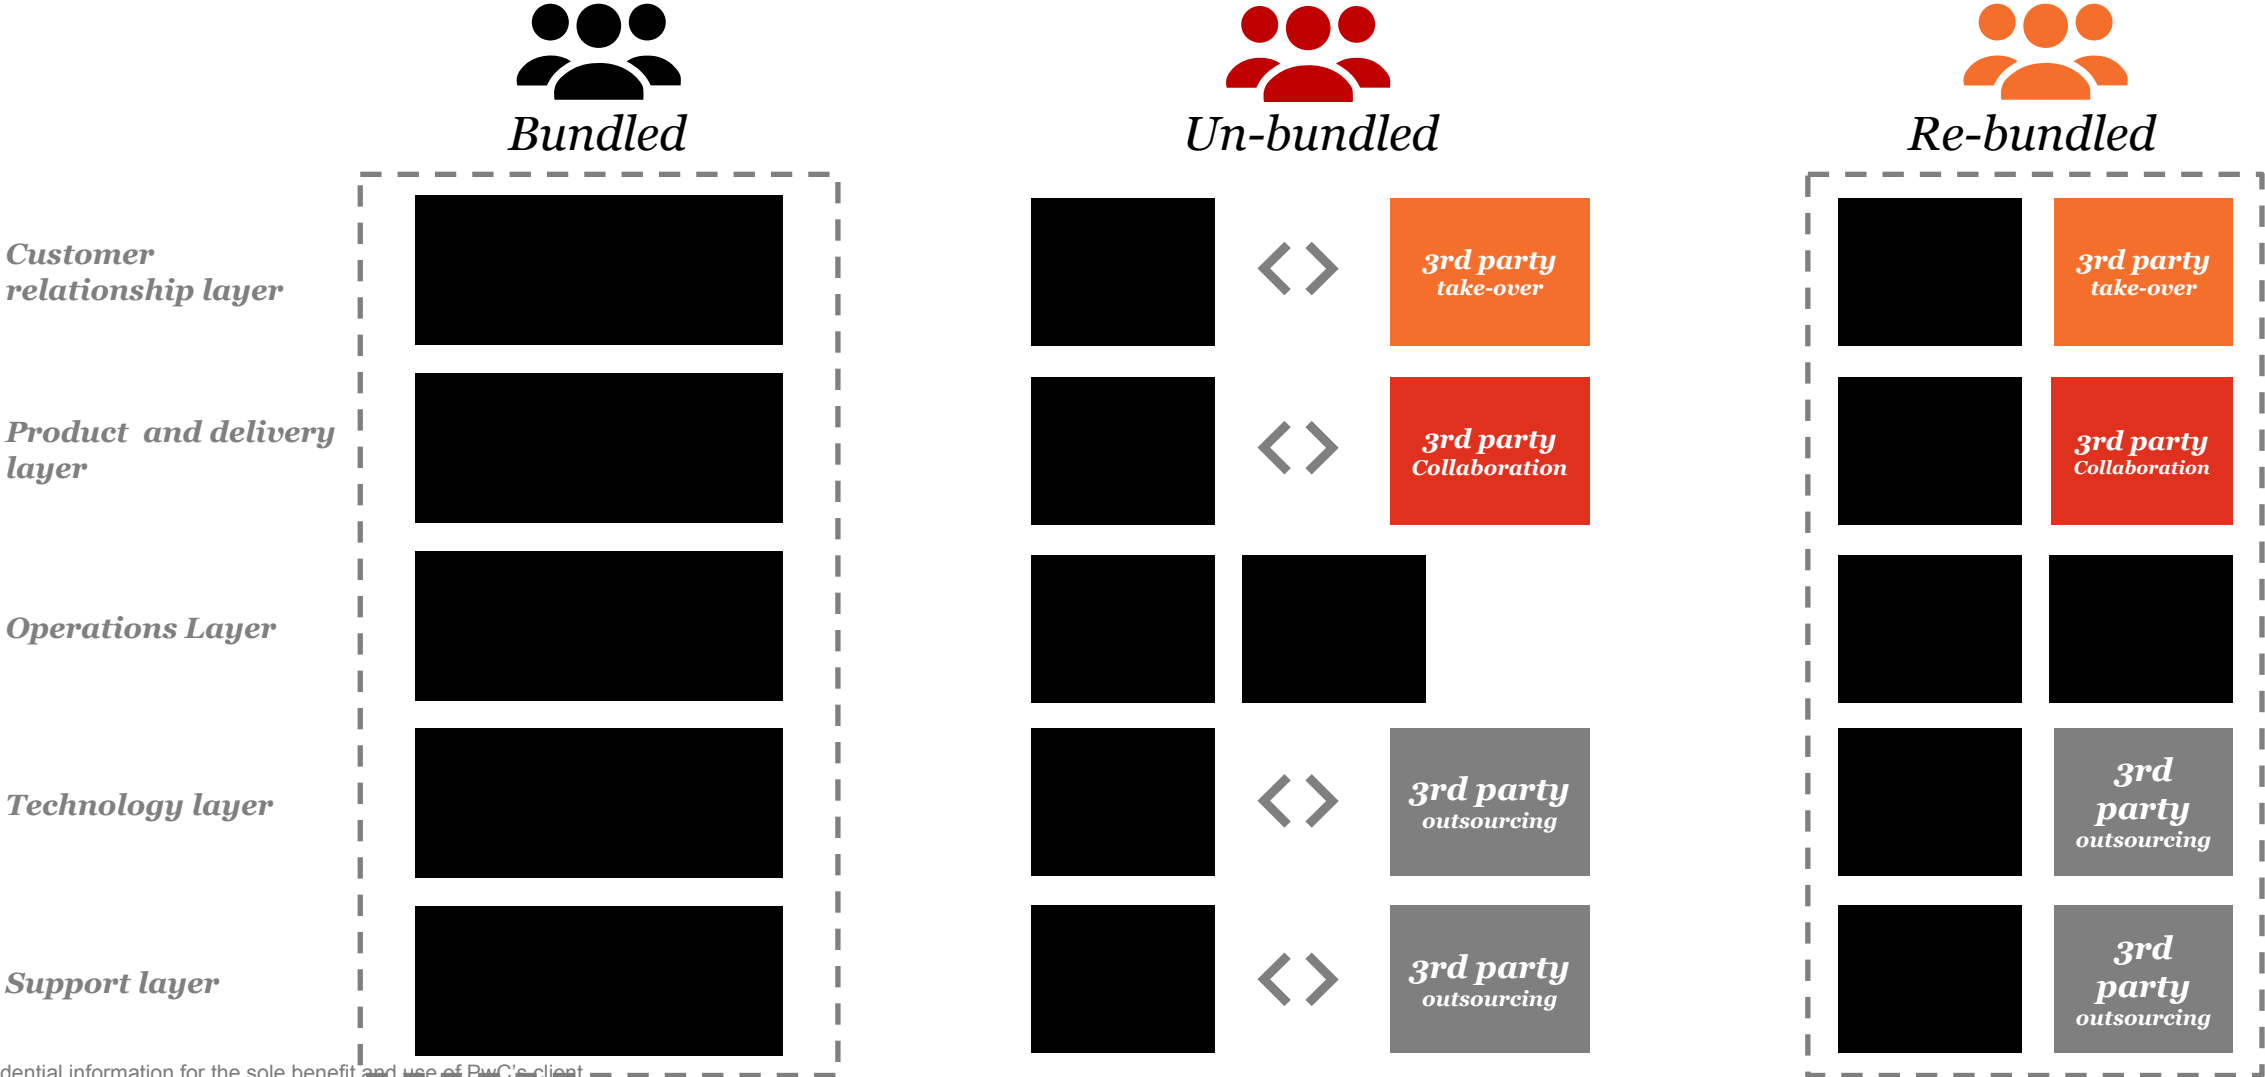 Bundled
Un-bundled
Re-bundled
Customer
relationship layer
3rd party
take-over
3rd party
take-over
Product  and delivery
layer
3rd party
Collaboration
3rd party
Collaboration
Operations Layer
Technology layer
3rd party
outsourcing
3rd
party
outsourcing
Support layer
3rd party
outsourcing
3rd
party
outsourcing
dential information for the sole benefit and use of PwC's client